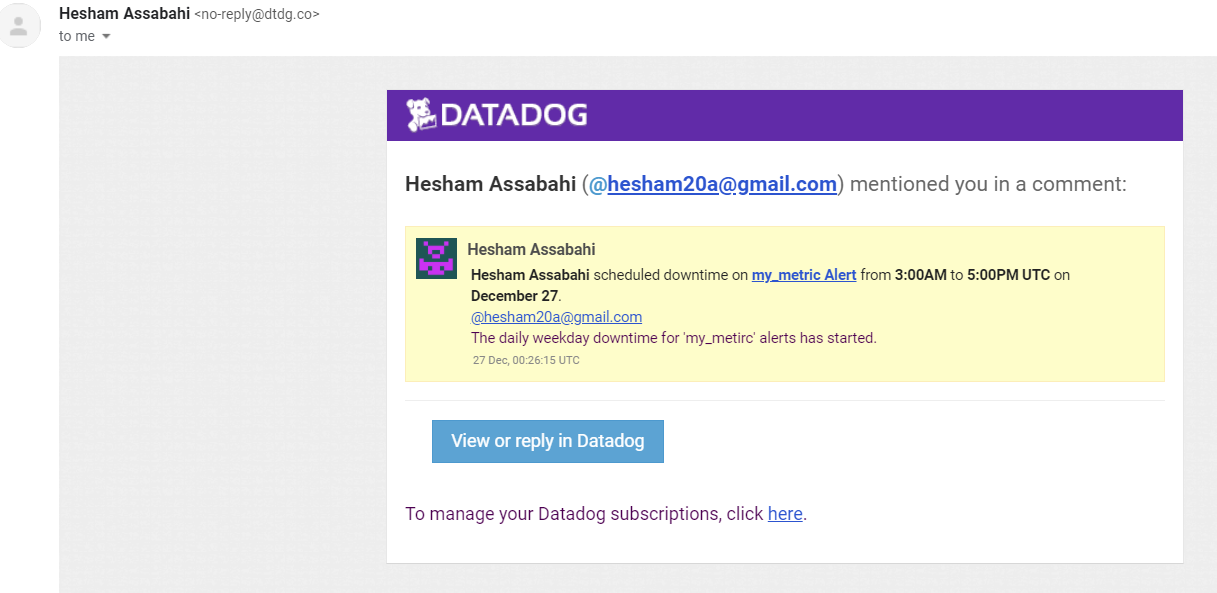 Hesham Assabahi <no-reply@dtdg.co>
to me
DATADOG
Hesham Assabahi (@hesham20a@gmail.com) mentioned you in a comment:
Hesham Assabahi
Hesham Assabahi scheduled downtime on my_metric Alert from 3:00AM to 5:00PM UTC on
December 27.
@hesham20a@gmail.com
The daily weekday downtime for 'my_metirc' alerts has started.
27 Dec, 00:26:15 UTC
View or reply in Datadog
To manage your Datadog subscriptions, click here.